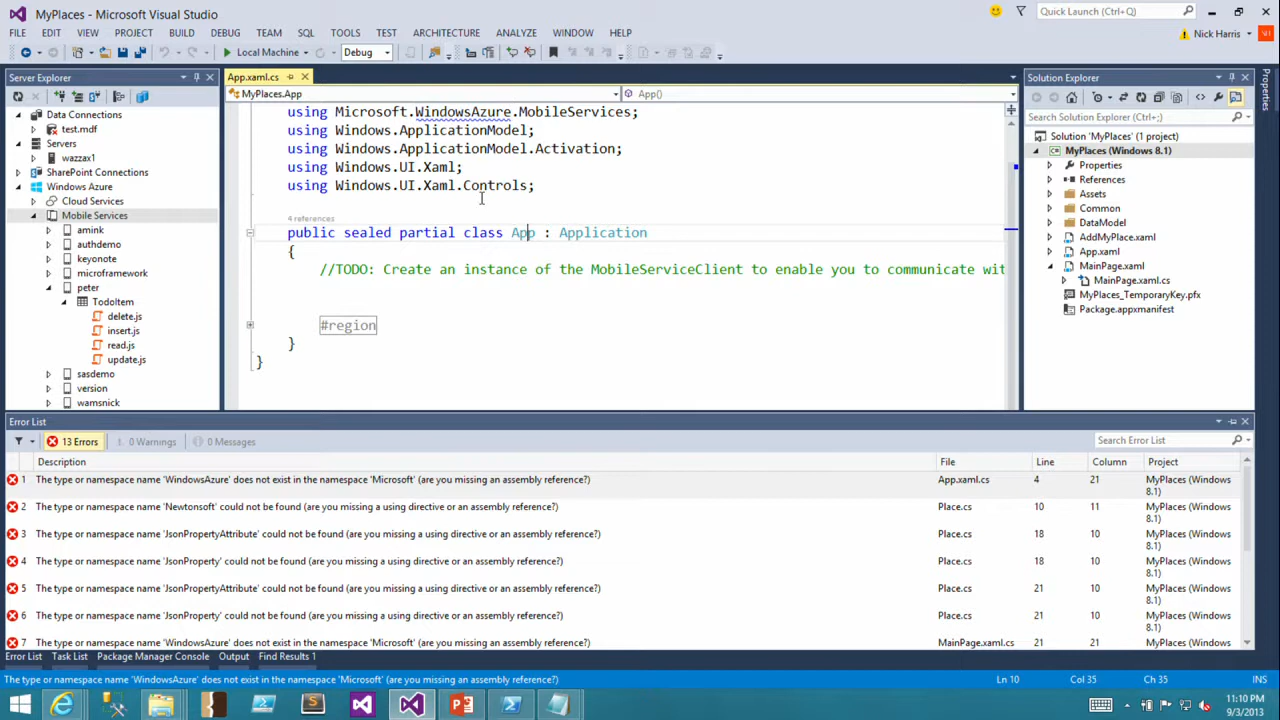 MyPlaces - Microsoft Visual Studio
Quick Launch (Ctrl+Q)
FILE EDIT VIEW PROJECT BUILD DEBUG TEAM SQL TOOLS TEST ARCHITECTURE ANALYZE WINDOW HELP
Nick Harris
NH
Local Machine
Debug
Server Explorer
Data Connections
test.mdf
Servers
wazzax1
SharePoint Connections
Windows Azure
Cloud Services
Mobile Services
amink
authdemo
keyonote
microframework
peter
TodoItem
delete.js
insert.js
read.js
update.js
sasdemo
version
wamsnick
App.xaml.cs
MyPlaces.App
App()
using Microsoft.WindowsAzure.MobileServices;
using Windows.ApplicationModel;
using Windows.ApplicationModel.Activation;
using Windows.UI.Xaml;
using Windows.UI.Xaml.Controls;
4 references
public sealed partial class App : Application
{
//TODO: Create an instance of the MobileServiceClient to enable you to communicate wit
#region
}
}
Solution Explorer
Search Solution Explorer (Ctrl+;)
Solution 'MyPlaces' (1 project)
C# MyPlaces (Windows 8.1)
Properties
References
Assets
Common
DataModel
AddMyPlace.xaml
App.xaml
MainPage.xaml
MainPage.xaml.cs
MyPlaces_TemporaryKey.pfx
Package.appxmanifest
Properties
Error List
13 Errors
0 Warnings
0 Messages
Search Error List
Description File Line Column Project
1 The type or namespace name 'WindowsAzure' does not exist in the namespace 'Microsoft' (are you missing an assembly reference?) App.xaml.cs 4 21 MyPlaces (Windows 8.1)
2 The type or namespace name 'Newtonsoft' could not be found (are you missing a using directive or an assembly reference?) Place.cs 10 11 MyPlaces (Windows 8.1)
3 The type or namespace name 'JsonPropertyAttribute' could not be found (are you missing a using directive or an assembly reference?) Place.cs 18 10 MyPlaces (Windows 8.1)
4 The type or namespace name 'JsonProperty' could not be found (are you missing a using directive or an assembly reference?) Place.cs 18 10 MyPlaces (Windows 8.1)
5 The type or namespace name 'JsonPropertyAttribute' could not be found (are you missing a using directive or an assembly reference?) Place.cs 21 10 MyPlaces (Windows 8.1)
6 The type or namespace name 'JsonProperty' could not be found (are you missing a using directive or an assembly reference?) Place.cs 21 10 MyPlaces (Windows 8.1)
7 The type or namespace name 'WindowsAzure' does not exist in the namespace 'Microsoft' (are you missing an assembly reference?) MainPage.xaml.cs 21 21 MyPlaces (Windows
Error List Task List Package Manager Console Output Find Results 1
The type or namespace name 'WindowsAzure' does not exist in the namespace 'Microsoft' (are you missing an assembly reference?)
Ln 10 Col 35 Ch 35 INS
11:10 PM
9/3/2013